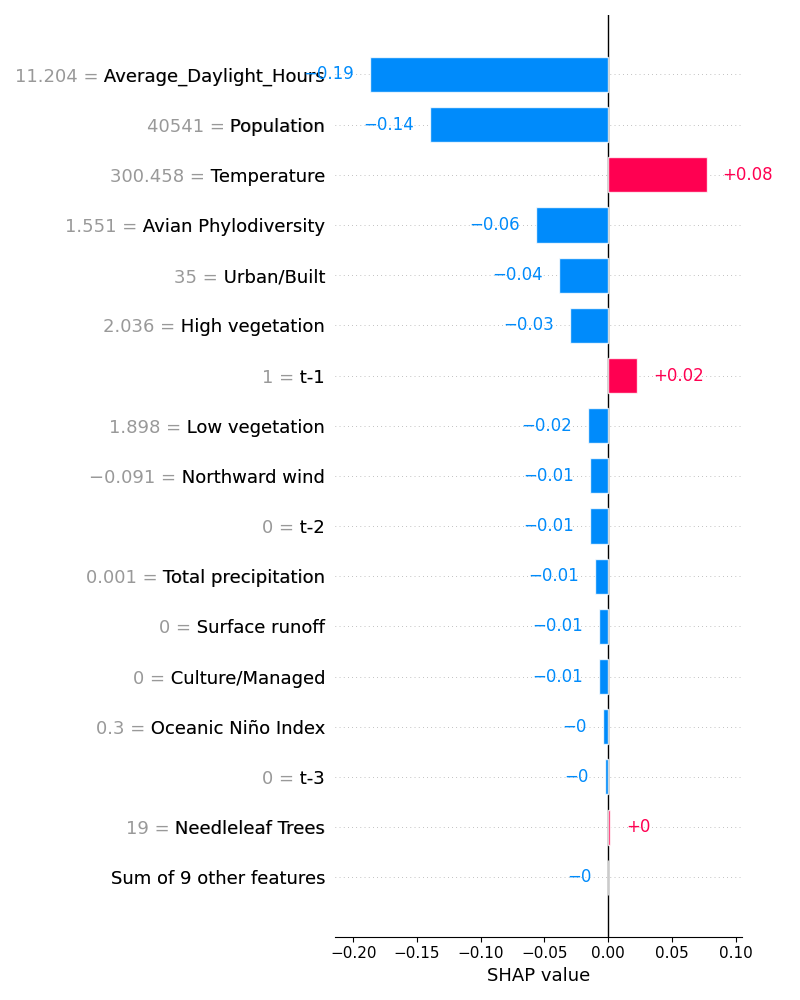 11.204 = Average_Daylight_Hours −0.19
40541 = Population −0.14
300.458 = Temperature +0.08
1.551 = Avian Phylodiversity −0.06
35 = Urban/Built −0.04
2.036 = High vegetation −0.03
1 = t-1 +0.02
1.898 = Low vegetation −0.02
−0.091 = Northward wind −0.01
0 = t-2 −0.01
0.001 = Total precipitation −0.01
0 = Surface runoff −0.01
0 = Culture/Managed −0.01
0.3 = Oceanic Niño Index −0
0 = t-3 −0
19 = Needleleaf Trees +0
Sum of 9 other features −0
−0.20 −0.15 −0.10 −0.05 0.00 0.05 0.10
SHAP value